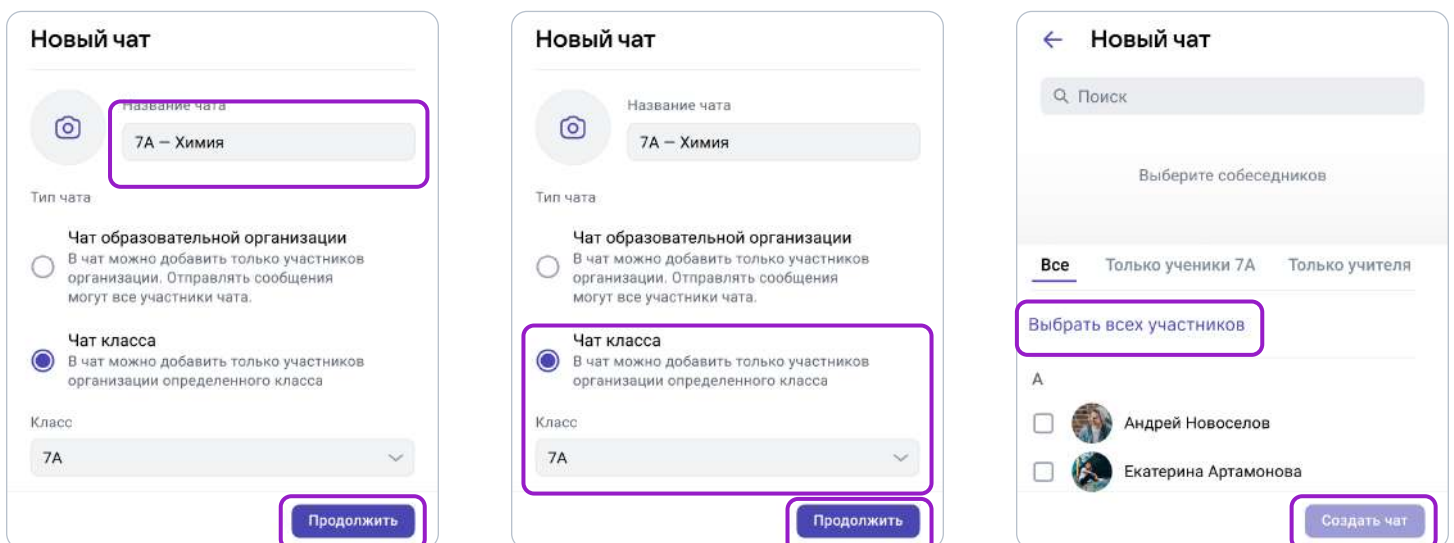 Новый чат
Название чата
7А — Химия
Тип чата
Чат образовательной организации
В чат можно добавить только участников
организации. Отправлять сообщения
могут все участники чата.
Чат класса
В чат можно добавить только участников
организации определенного класса
Класс
7А
Продолжить
Новый чат
Название чата
7А — Химия
Тип чата
Чат образовательной организации
В чат можно добавить только участников
организации. Отправлять сообщения
могут все участники чата.
Чат класса
В чат можно добавить только участников
организации определенного класса
Класс
7А
Продолжить
Новый чат
Поиск
Выберите собеседников
Все Только ученики 7А Только учителя
Выбрать всех участников
А
Андрей Новоселов
Екатерина Артамонова
Создать чат